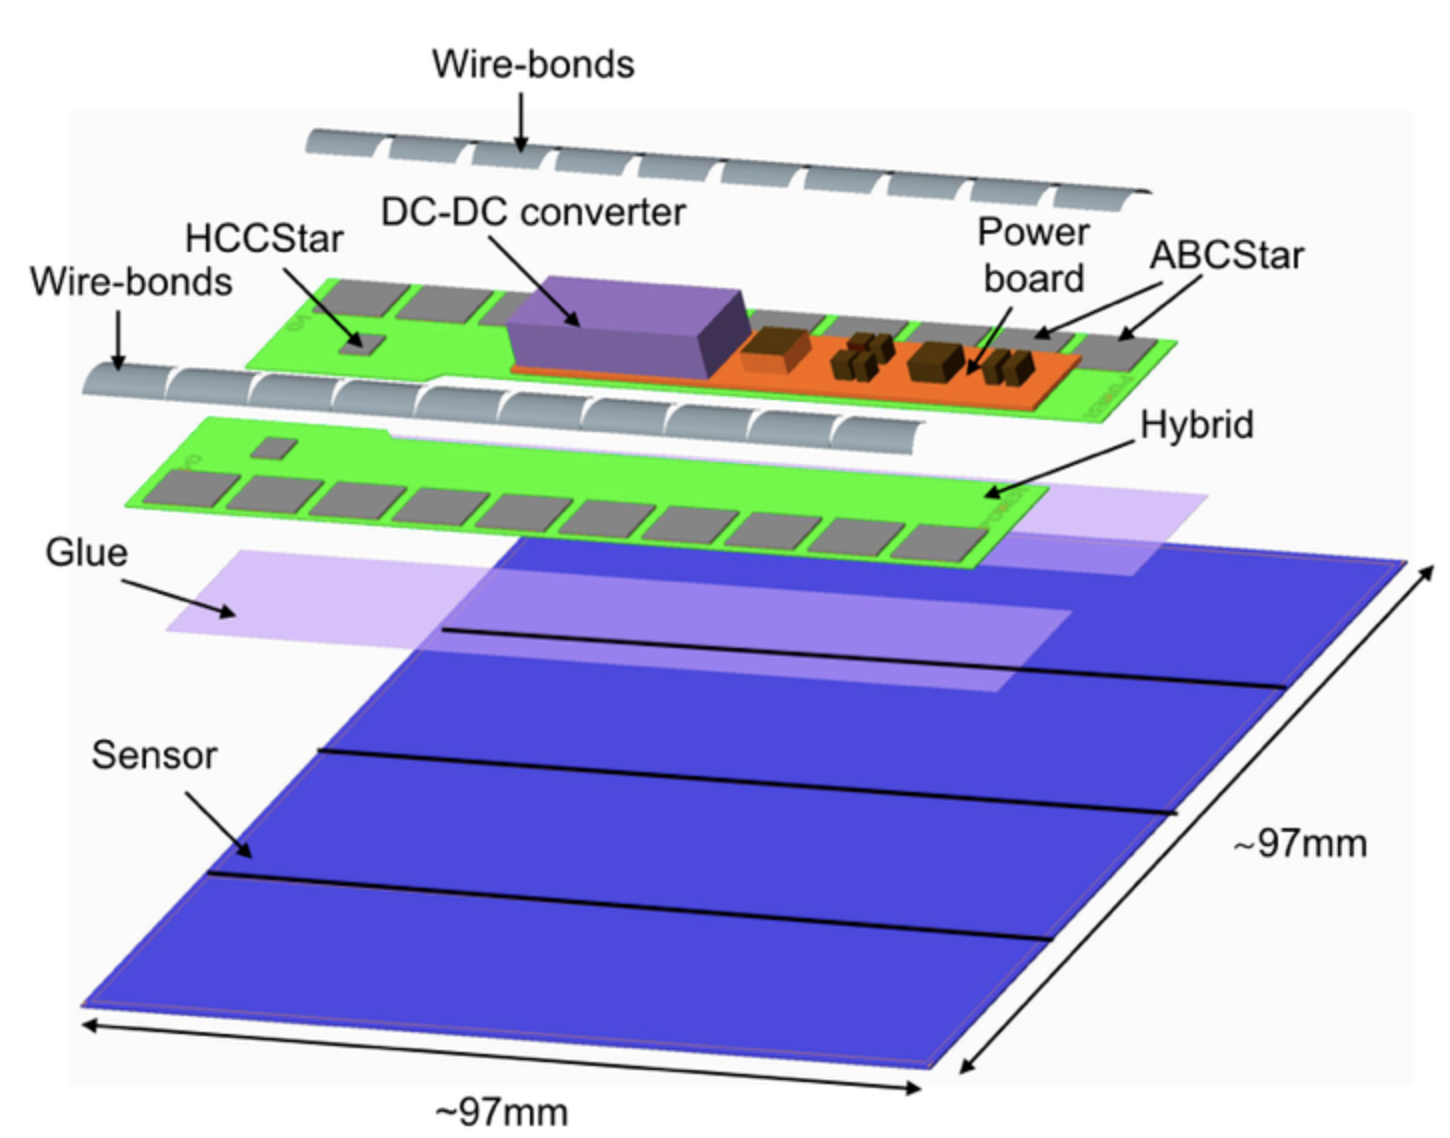 Wire-bonds
DC-DC converter
HCCStar
Power
board
ABCStar
Wire-bonds
Hybrid
Glue
Sensor
~97mm
~97mm